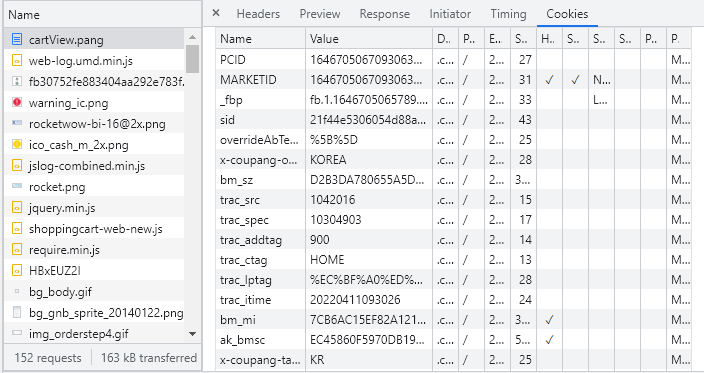 Name
cartView.pang
web-log.umd.min.js
fb30752fe883404aa292e783f.
warning_ic.png
rocketwow-bi-16@2x.png
ico_cash_m_2x.png
jslog-combined.min.js
rocket.png
jquery.min.js
shoppingcart-web-new.js
require.min.js
HBxEUZ2I
bg_body.gif
bg_gnb_sprite_20140122.png
img_orderstep4.gif
152 requests 163 kB transferred
× Headers Preview Response Initiator Timing Cookies
Name Value D.. P.. E.. S.. H.. S.. S.. S.. P.. P.
PCID 1646705067093063... .c... / 2... 27 M...
MARKETID 1646705067093063... .c... / 2... 31 ✓ ✓ N... M...
_fbp fb.1.1646705065789.... .c... / 2... 33 L... M...
sid 21f44e5306054d88a... .c... / 2... 43 M...
overrideAbTe... %5B%5D .c... / 2... 25 M...
x-coupang-o... KOREA .c... / 2... 28 M...
bm_sz D2B3DA780655A5D... .c... / 2... 3... M...
trac_src 1042016 .c... / 2... 15 M...
trac_spec 10304903 .c... / 2... 17 M...
trac_addtag 900 .c... / 2... 14 M...
trac_ctag HOME .c... / 2... 13 M...
trac_lptag %EC%BF%A0%ED%... .c... / 2... 28 M...
trac_itime 20220411093026 .c... / 2... 24 M...
bm_mi 7CB6AC15EF82A121... .c... / 2... 3... ✓ M...
ak_bmsc EC45860F5970DB19... .c... / 2... 5... ✓ M...
x-coupang-ta... KR .c... / 2... 25 M...